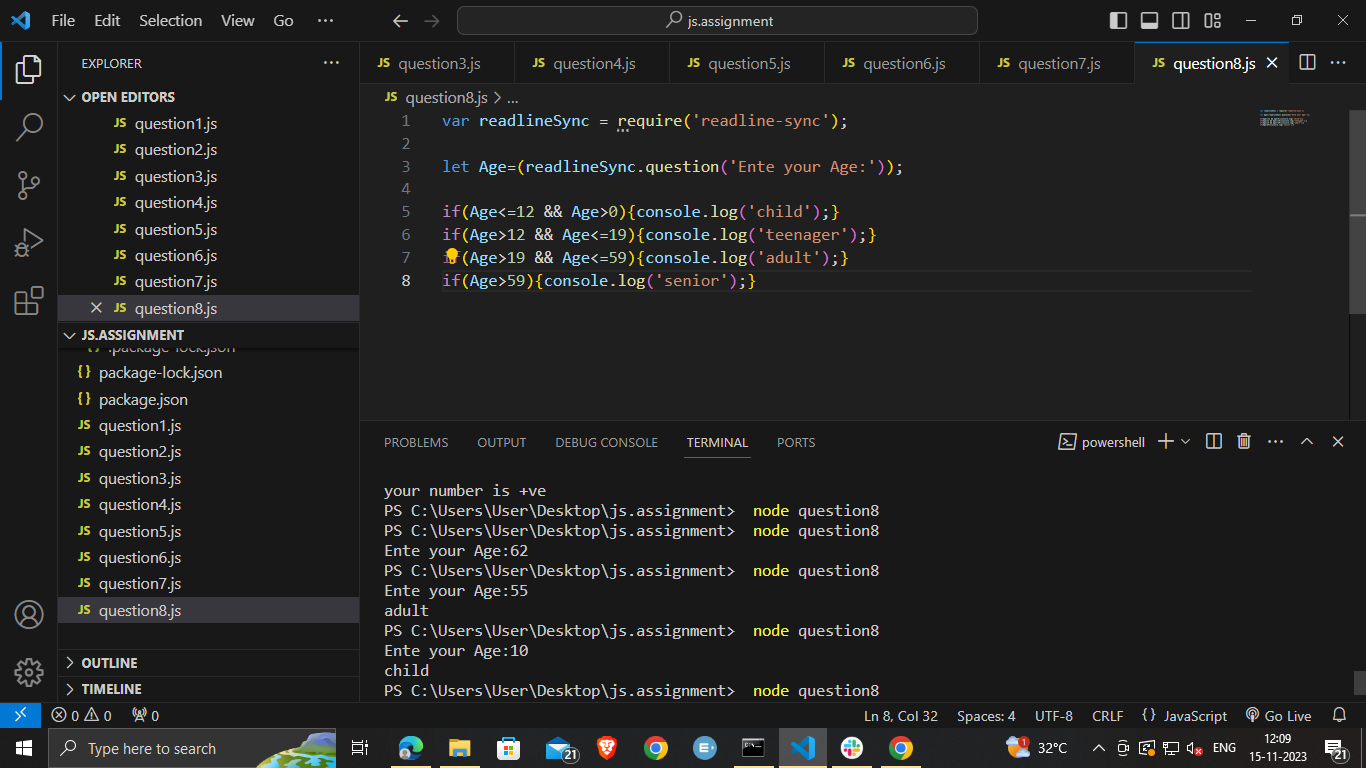 File Edit Selection View Go ··· js.assignment
EXPLORER ···
OPEN EDITORS
JS question1.js
JS question2.js
JS question3.js
JS question4.js
JS question5.js
JS question6.js
JS question7.js
JS question8.js
JS.ASSIGNMENT
{} .package-lock.json
{} package-lock.json
{} package.json
JS question1.js
JS question2.js
JS question3.js
JS question4.js
JS question5.js
JS question6.js
JS question7.js
JS question8.js
OUTLINE
TIMELINE
JS question3.js JS question4.js JS question5.js JS question6.js JS question7.js JS question8.js
JS question8.js > ...
1 var readlineSync = require('readline-sync');
2
3 let Age=(readlineSync.question('Ente your Age:'));
4
5 if(Age<=12 && Age>0){console.log('child');}
6 if(Age>12 && Age<=19){console.log('teenager');}
7 if(Age>19 && Age<=59){console.log('adult');}
8 if(Age>59){console.log('senior');}
PROBLEMS OUTPUT DEBUG CONSOLE TERMINAL PORTS powershell
your number is +ve
PS C:\Users\User\Desktop\js.assignment> node question8
PS C:\Users\User\Desktop\js.assignment> node question8
Ente your Age:62
PS C:\Users\User\Desktop\js.assignment> node question8
Ente your Age:55
adult
PS C:\Users\User\Desktop\js.assignment> node question8
Ente your Age:10
child
PS C:\Users\User\Desktop\js.assignment> node question8
0 0 0 Ln 8, Col 32 Spaces: 4 UTF-8 CRLF {} JavaScript Go Live
Type here to search 21 1 32°C ENG 12:09 21
15-11-2023